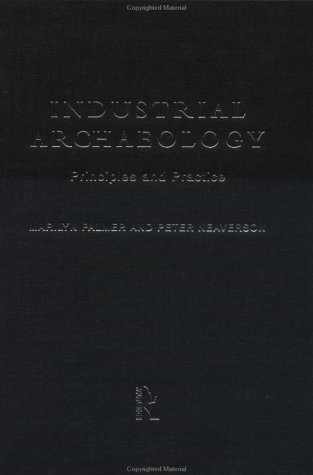 INDUSTRIAL
ARCHAEOLOGY
Principles and Practice
MARILYN PALMER AND PETER NEAVERSON